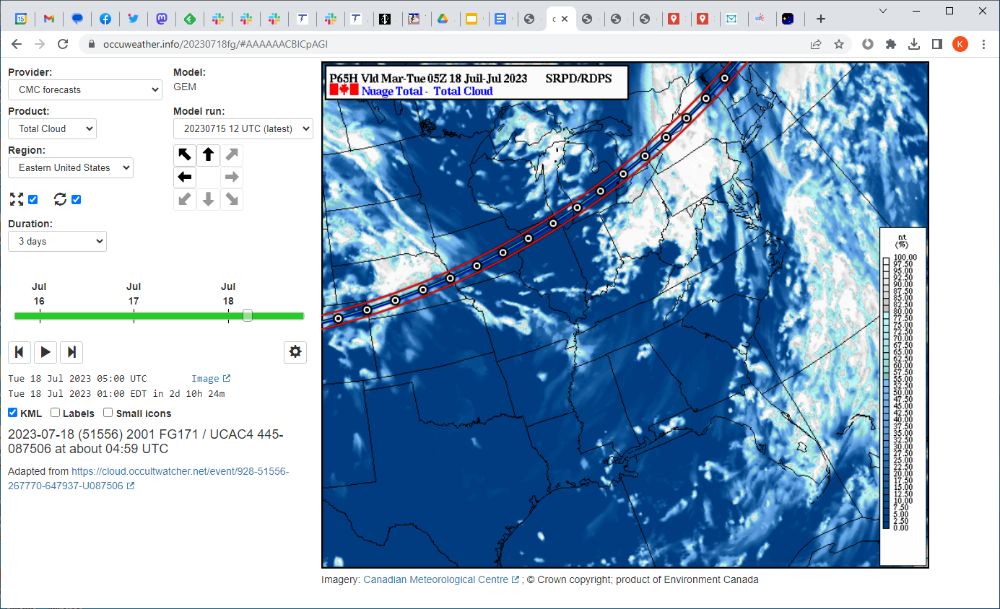 15
occuweather.info/20230718fg/#AAAAAACBICpAGI
K
Provider:
Model:
CMC forecasts
GEM
Product:
Model run:
Total Cloud
20230715 12 UTC (latest)
Region:
Eastern United States
Duration:
3 days
Jul Jul Jul
16 17 18
Tue 18 Jul 2023 05:00 UTC Image
Tue 18 Jul 2023 01:00 EDT in 2d 10h 24m
KML Labels Small icons
2023-07-18 (51556) 2001 FG171 / UCAC4 445-
087506 at about 04:59 UTC
Adapted from https://cloud.occultwatcher.net/event/928-51556-
267770-647937-U087506
P65H Vld Mar-Tue 05Z 18 Juil-Jul 2023 SRPD/RDPS
Nuage Total - Total Cloud
nt
(%)
100.00
97.50
95.00
92.50
90.00
87.50
85.00
82.50
80.00
77.50
75.00
72.50
70.00
67.50
65.00
62.50
60.00
57.50
55.00
52.50
50.00
47.50
45.00
42.50
40.00
37.50
35.00
32.50
30.00
27.50
25.00
22.50
20.00
17.50
15.00
12.50
10.00
7.50
5.00
2.50
0.00
Imagery: Canadian Meteorological Centre ; © Crown copyright; product of Environment Canada